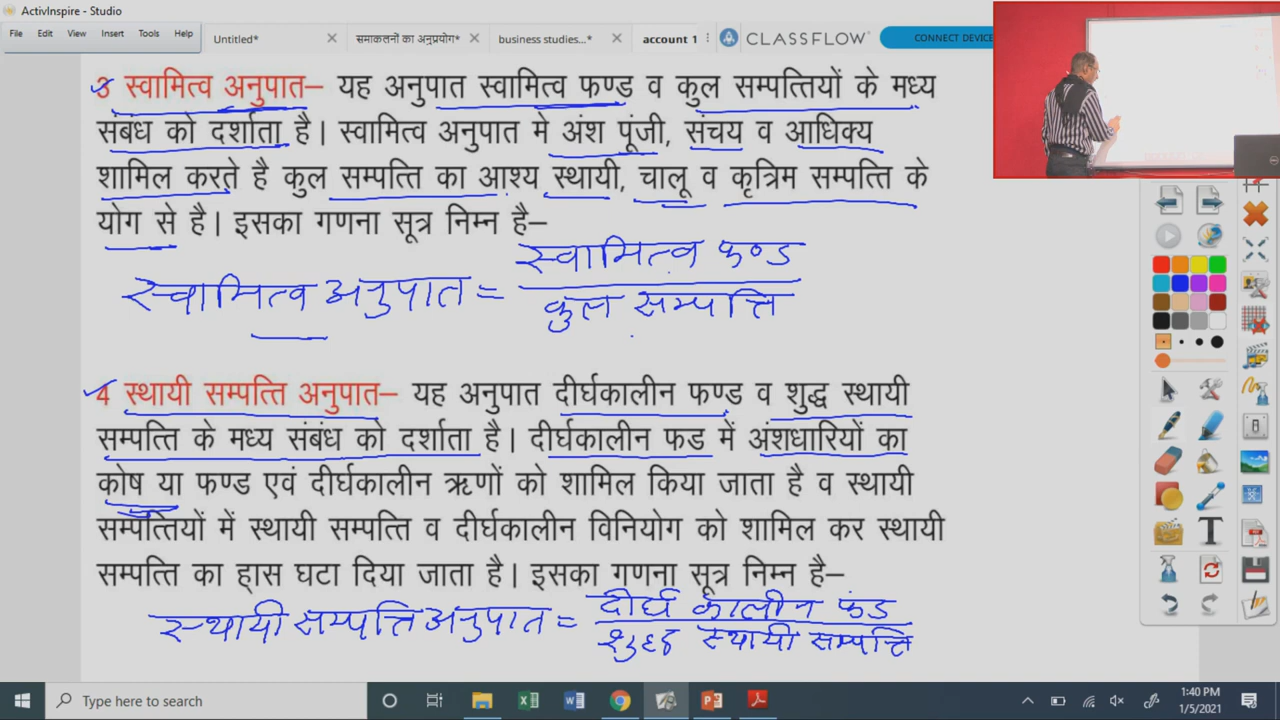 ActivInspire - Studio
File Edit View Insert Tools Help
Untitled*
समाकलनों का अनुप्रयोग*
business studies...*
account 1
CLASSFLOW
CONNECT DEVICE
3 स्वामित्व अनुपात– यह अनुपात स्वामित्व फण्ड व कुल सम्पत्तियों के मध्य
संबंध को दर्शाता है। स्वामित्व अनुपात मे अंश पूंजी, संचय व आधिक्य
शामिल करते है कुल सम्पत्ति का आश्य स्थायी, चालू व कृत्रिम सम्पत्ति के
योग से है। इसका गणना सूत्र निम्न है–
स्वामित्व अनुपात = स्वामित्व फण्ड
कुल सम्पत्ति
4 स्थायी सम्पत्ति अनुपात– यह अनुपात दीर्घकालीन फण्ड व शुद्ध स्थायी
सम्पत्ति के मध्य संबंध को दर्शाता है। दीर्घकालीन फड में अंशधारियों का
कोष या फण्ड एवं दीर्घकालीन ऋणों को शामिल किया जाता है व स्थायी
सम्पत्तियों में स्थायी सम्पत्ति व दीर्घकालीन विनियोग को शामिल कर स्थायी
सम्पत्ति का ह्रास घटा दिया जाता है। इसका गणना सूत्र निम्न है–
स्थायी सम्पत्ति अनुपात = दीर्घ कालीन फंड
शुद्ध स्थायी सम्पत्ति
Type here to search
1:40 PM
1/5/2021